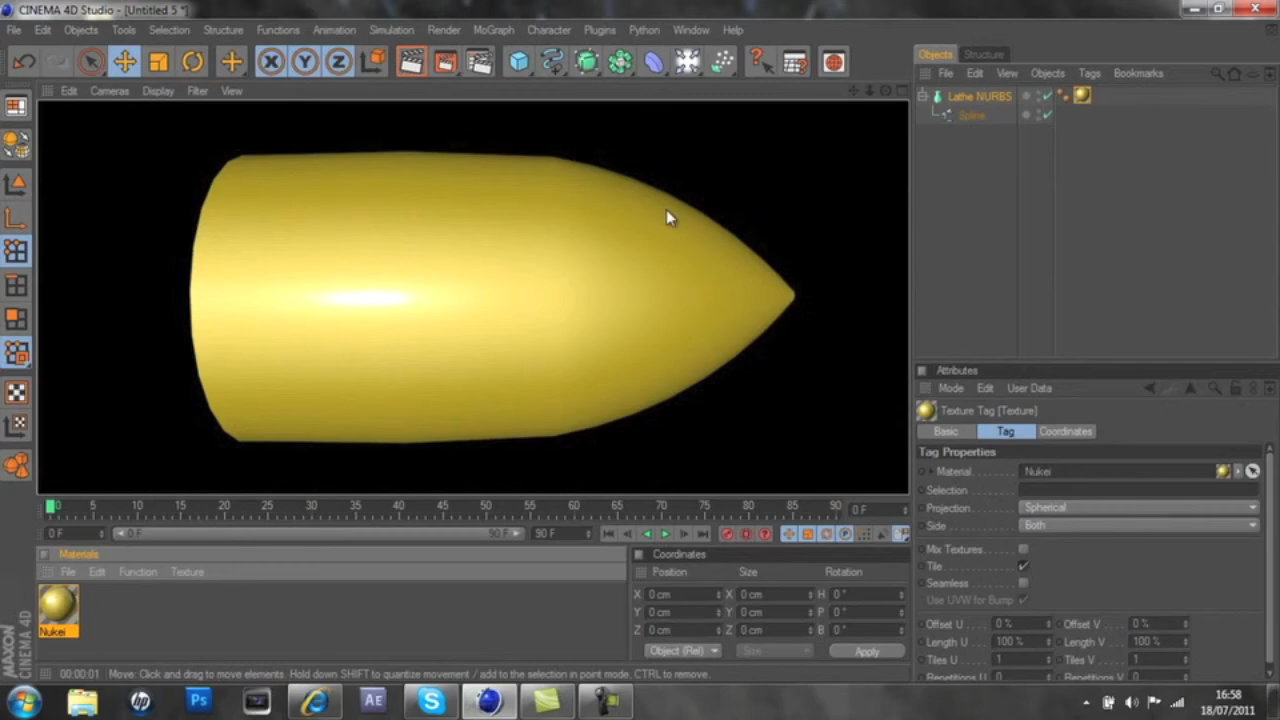 CINEMA 4D Studio - [Untitled 5 *]
File Edit Objects Tools Selection Structure Functions Animation Simulation Render MoGraph Character Plugins Python Window Help
X Y Z
Objects Structure
File Edit View Objects Tags Bookmarks
Edit Cameras Display Filter View
Lathe NURBS
Spline
Attributes
Mode Edit User Data
Texture Tag [Texture]
Basic Tag Coordinates
Tag Properties
Material Nukei
Selection
Projection Spherical
Side Both
Mix Textures
Tile
Seamless
Use UVW for Bump
Offset U 0 % Offset V 0 %
Length U 100 % Length V 100 %
Tiles U 1 Tiles V 1
Repetitions U 0 Repetitions V 0
0 5 10 15 20 25 30 35 40 45 50 55 60 65 70 75 80 85 90 0 F
0 F 0 F 90 F 90 F
Materials
File Edit Function Texture
Nukei
Coordinates
Position Size Rotation
X 0 cm X 0 cm H 0 °
Y 0 cm Y 0 cm P 0 °
Z 0 cm Z 0 cm B 0 °
Object (Rel) Size Apply
MAXON
CINEMA 4D
00:00:01 Move: Click and drag to move elements. Hold down SHIFT to quantize movement / add to the selection in point mode, CTRL to remove.
hp Ps AE S
16:58
18/07/2011